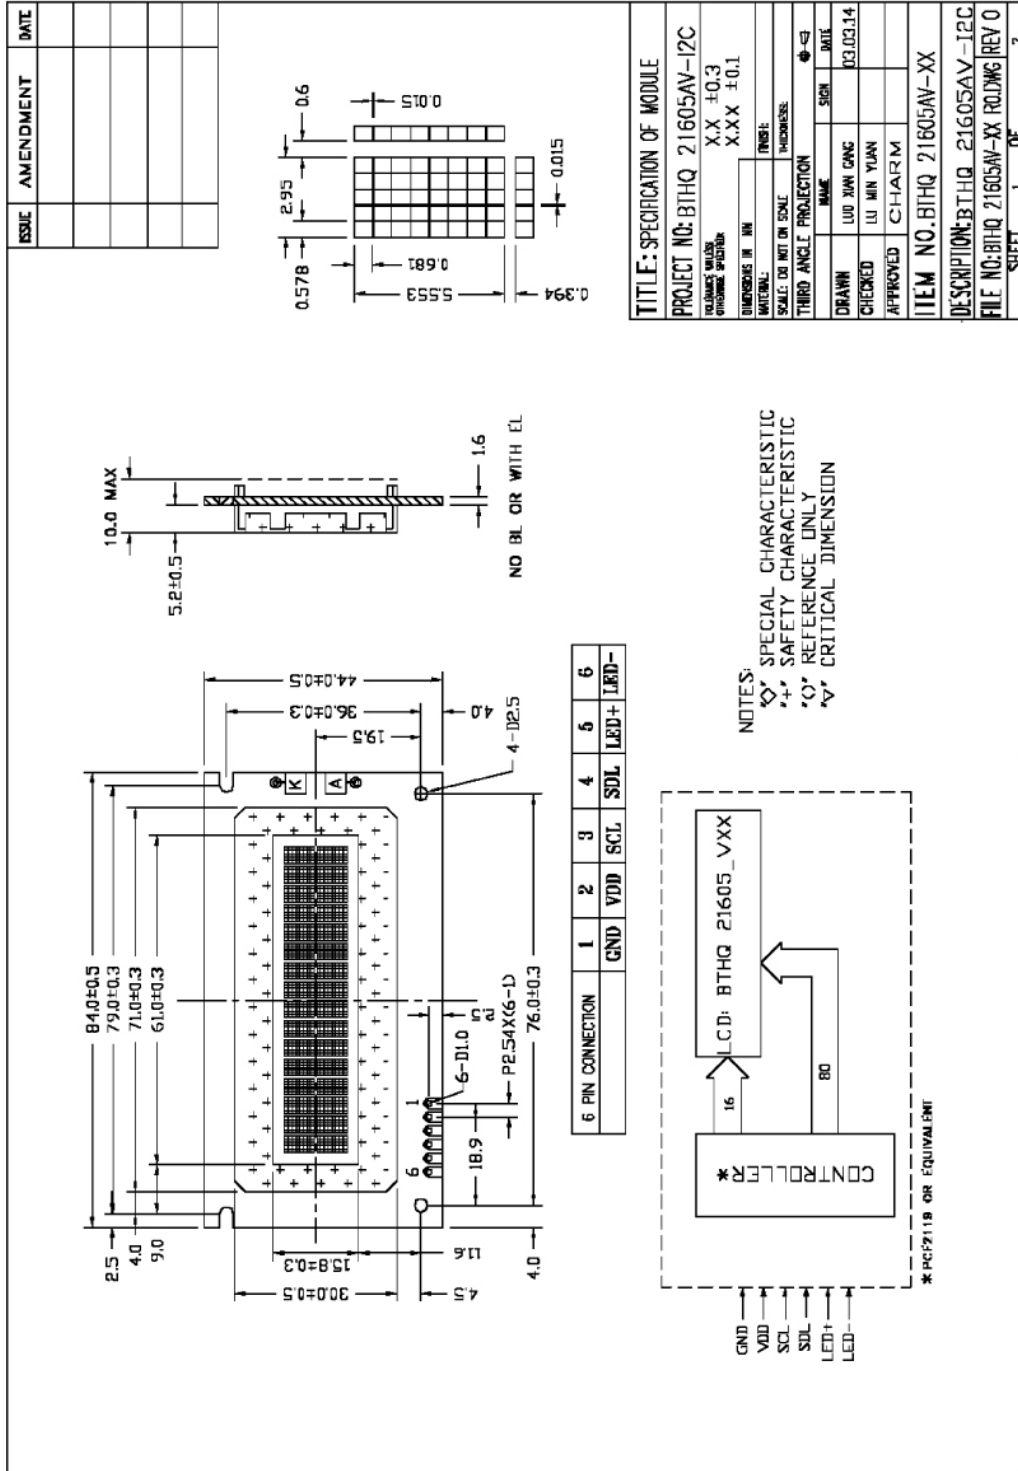 ISSUE AMENDMENT DATE
84.0±0.5
79.0±0.3
71.0±0.3
61.0±0.3
2.5
4.0
9.0
15.8±0.3
30.0±0.5
11.6
4.5
4.0
K
A
44.0±0.5
36.0±0.3
19.5
4.0
4-D2.5
6
1
6-D1.0
P2.54X(6-1)
18.9
76.0±0.3
10.0 MAX
5.2±0.5
1.6
NO BL OR WITH EL
0.578
2.95
0.6
0.015
0.681
5.553
0.394
0.015
6 PIN CONNECTION 1 2 3 4 5 6
GND VDD SCL SDL LED+ LED-
GND
VDD
SCL
SDL
LED+
LED-
CONTROLLER*
16
80
LCD: BTHQ 21605_VXX
* PCF2119 OR EQUIVALENT
NOTES:
"◇" SPECIAL CHARACTERISTIC
"+" SAFETY CHARACTERISTIC
"()" REFERENCE ONLY
"▽" CRITICAL DIMENSION
TITLE: SPECIFICATION OF MODULE
PROJECT NO: BTHQ 21605AV-I2C
TOLERANCE UNLESS OTHERWISE SPECIFIED
X.X ±0.3
X.XX ±0.1
DIMENSIONS IN MM
MATERIAL: FINISH:
SCALE: DO NOT ON SCALE THICKNESS:
THIRD ANGLE PROJECTION
NAME SIGN DATE
DRAWN LUO XIAN GANG 03.03.14
CHECKED LU MIN YUAN
APPROVED CHARM
ITEM NO. BTHQ 21605AV-XX
DESCRIPTION: BTHQ 21605AV-I2C
FILE NO: BTHQ 21605AV-XX R0.DWG REV 0
SHEET 1 OF